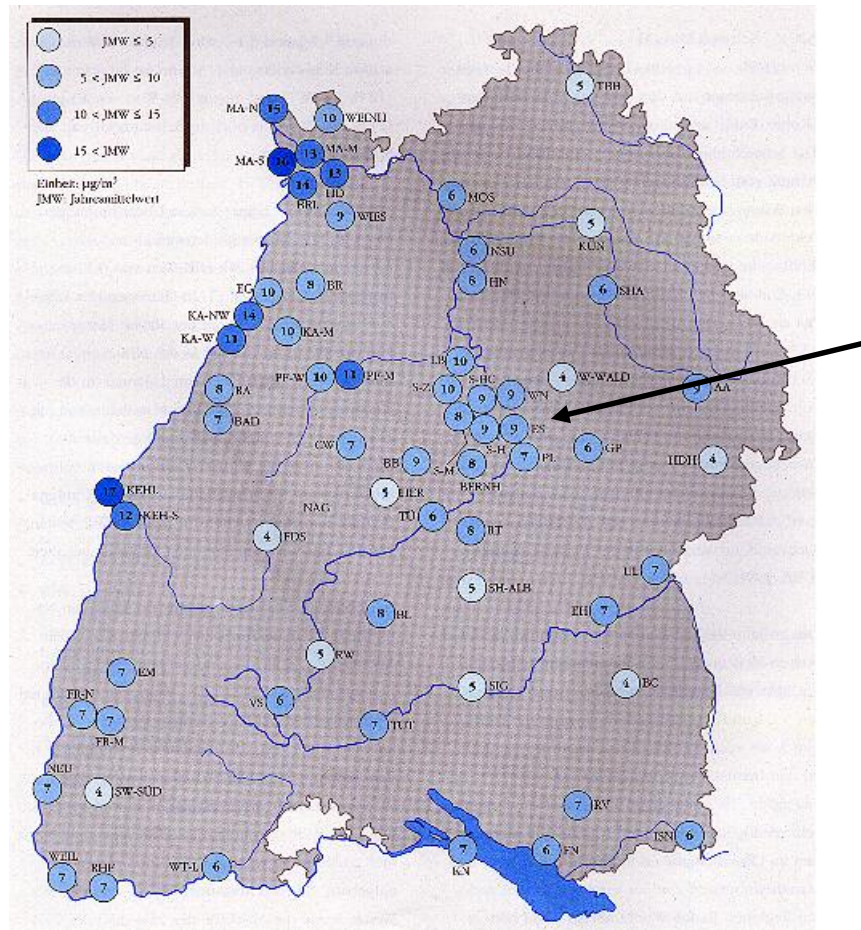 JMW ≤ 5
5 < JMW ≤ 10
10 < JMW ≤ 15
15 < JMW
Einheit: µg/m³
JMW: Jahresmittelwert
5 TBB
MA-N 15
10 WEINH
13 MA-M
MA-S 16
13 HD
14 BRL
9 WIES
6 MOS
5 KÜN
6 NSU
8 HN
6 SHA
EG 10
8 BR
KA-NW 14
KA-W 11
10 KA-M
LB 10
PF-W 10
11 PF-M
S-Z 10
S-HC 9
9 WN
4 W-WALD
9 AA
8 RA
7 BAD
8
9 S-H
9 ES
CW 7
BB 9
S-M
8 BERNH
7 PL
6 GP
HDH 4
17 KEHL
12 KEH-S
5 HER
NAG
TÜ 6
4 FDS
8 RT
UL 7
5 SH-ALB
8 BL
EH 7
5 RW
7 EM
5 SIG
4 BC
VS 6
FR-N 7
7 FR-M
7 TUT
NEU 7
4 SW-SÜD
7 RV
ISN 6
WEIL 7
RHF 7
WT-L 6
7 KN
6 FN